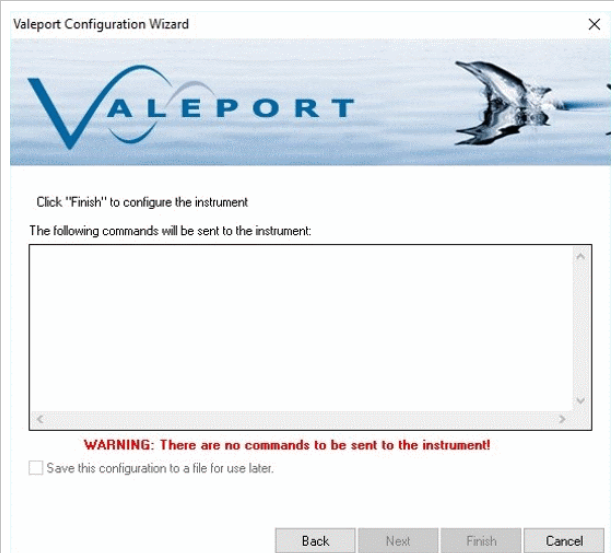 Valeport Configuration Wizard
VALEPORT
Click "Finish" to configure the instrument
The following commands will be sent to the instrument:
WARNING: There are no commands to be sent to the instrument!
Save this configuration to a file for use later.
Back Next Finish Cancel